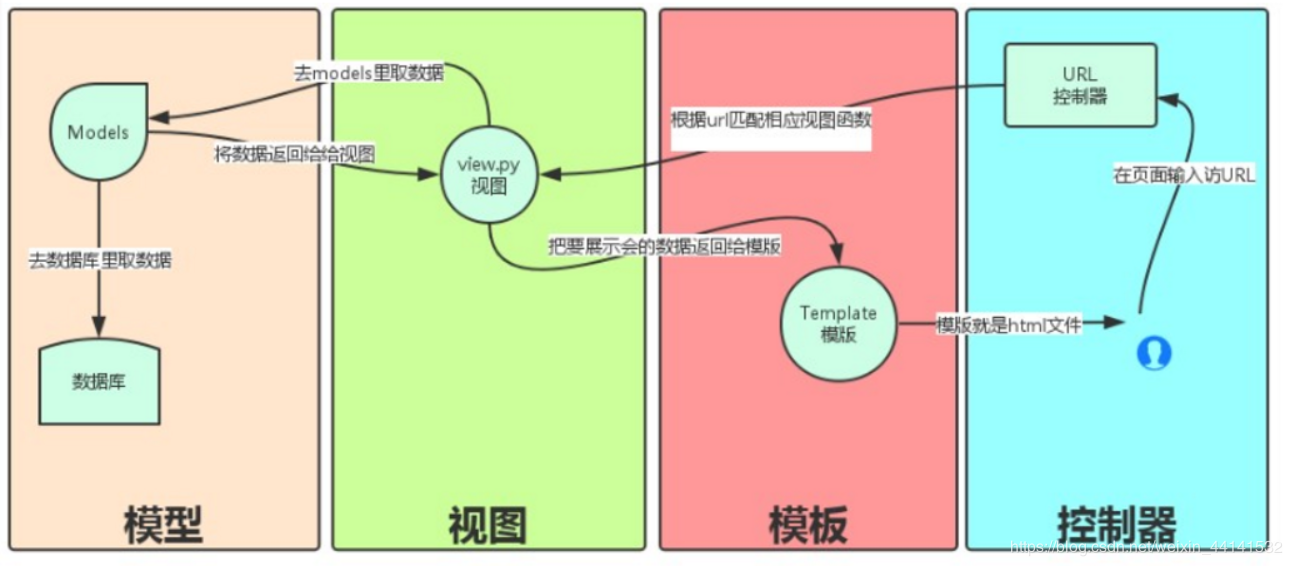 去models里取数据
URL
控制器
Models
根据url匹配相应视图函数
将数据返回给给视图
view.py
视图
在页面输入访URL
去数据库里取数据
把要展示会的数据返回给模版
Template
模版
模版就是html文件
数据库
模型
视图
模板
控制器
https://blog.csdn.net/weixin_44141532